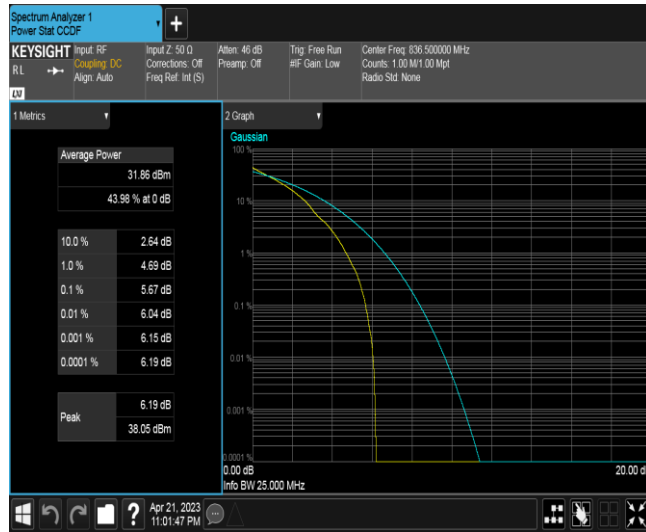 Spectrum Analyzer 1
Power Stat CCDF
+
KEYSIGHT
RL
LXI
Input: RF
Coupling: DC
Align: Auto
Input Z: 50 Ω
Corrections: Off
Freq Ref: Int (S)
Atten: 46 dB
Preamp: Off
Trig: Free Run
#IF Gain: Low
Center Freq: 836.500000 MHz
Counts: 1.00 M/1.00 Mpt
Radio Std: None
1 Metrics
Average Power
31.86 dBm
43.98 % at 0 dB
10.0 % 2.64 dB
1.0 % 4.69 dB
0.1 % 5.67 dB
0.01 % 6.04 dB
0.001 % 6.15 dB
0.0001 % 6.19 dB
Peak
6.19 dB
38.05 dBm
2 Graph
Gaussian
100 %
10 %
1 %
0.1 %
0.01 %
0.001 %
0.0001 %
0.00 dB
20.00 d
Info BW 25.000 MHz
?
Apr 21, 2023
11:01:47 PM